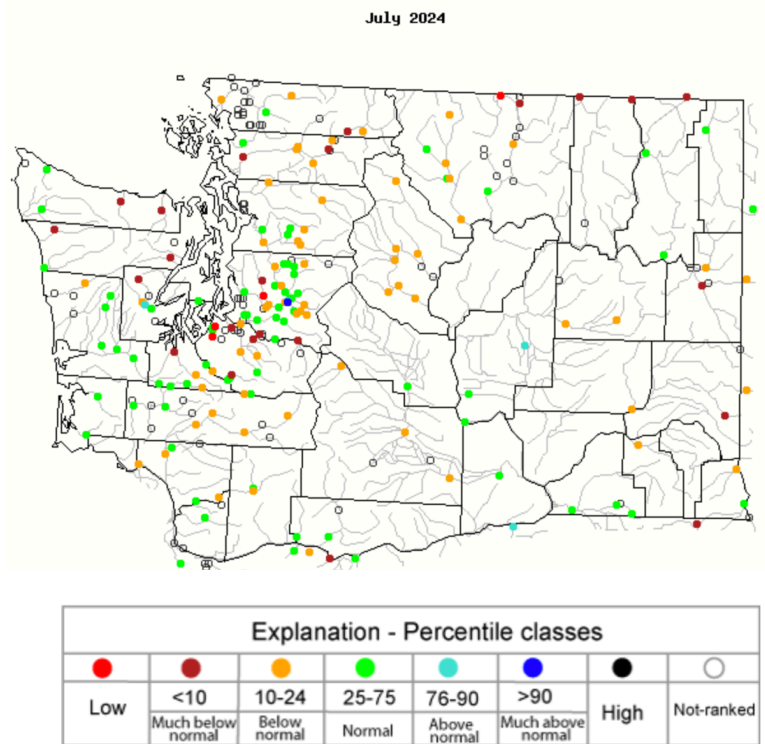 July 2024
Explanation - Percentile classes
Low <10 10-24 25-75 76-90 >90 High Not-ranked
Much below normal Below normal Normal Above normal Much above normal